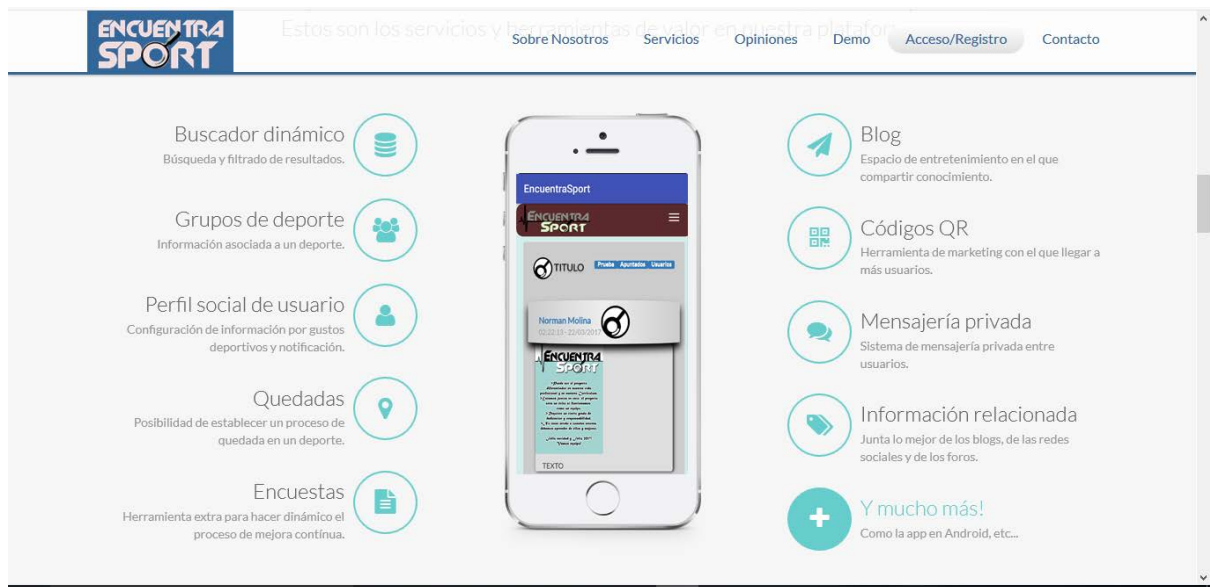 ENCUENTRA
SPORT
Estos son los servicios y herramientas de valor en nuestra platafor
Sobre Nosotros
Servicios
Opiniones
Demo
Acceso/Registro
Contacto
Buscador dinámico
Búsqueda y filtrado de resultados.
Grupos de deporte
Información asociada a un deporte.
Perfil social de usuario
Configuración de información por gustos
deportivos y notificación.
Quedadas
Posibilidad de establecer un proceso de
quedada en un deporte.
Encuestas
Herramienta extra para hacer dinámico el
proceso de mejora contínua.
EncuentraSport
ENCUENTRA
SPORT
TITULO
Prueba Apuntados Usuarios
Norman Molina
02:22:13 - 22/03/2017
ENCUENTRA
SPORT
TEXTO
Blog
Espacio de entretenimiento en el que
compartir conocimiento.
Códigos QR
Herramienta de marketing con el que llegar a
más usuarios.
Mensajería privada
Sistema de mensajería privada entre
usuarios.
Información relacionada
Junta lo mejor de los blogs, de las redes
sociales y de los foros.
Y mucho más!
Como la app en Android, etc...